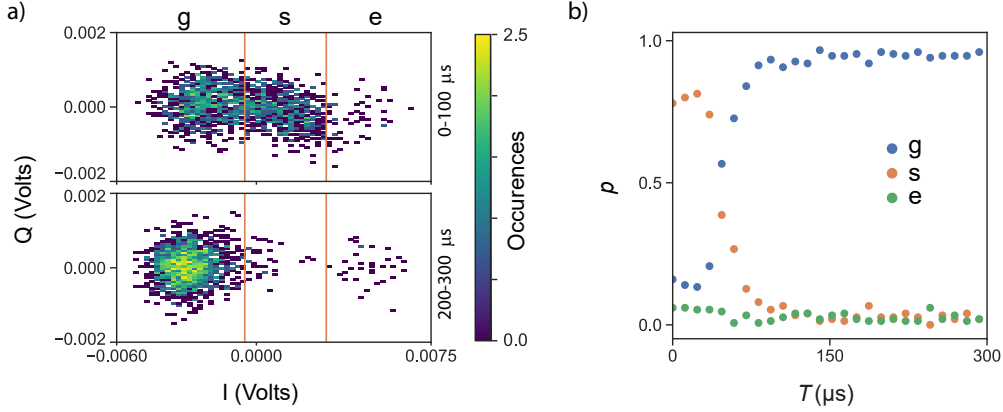 a)
g s e
0.002
0.000
−0.002
0-100 µs
0.002
0.000
−0.002
200-300 µs
−0.0060 0.0000 0.0075
Q (Volts)
I (Volts)
2.5
0.0
Occurences
b)
1.0
0.5
0.0
p
g
s
e
0 150 300
T (µs)